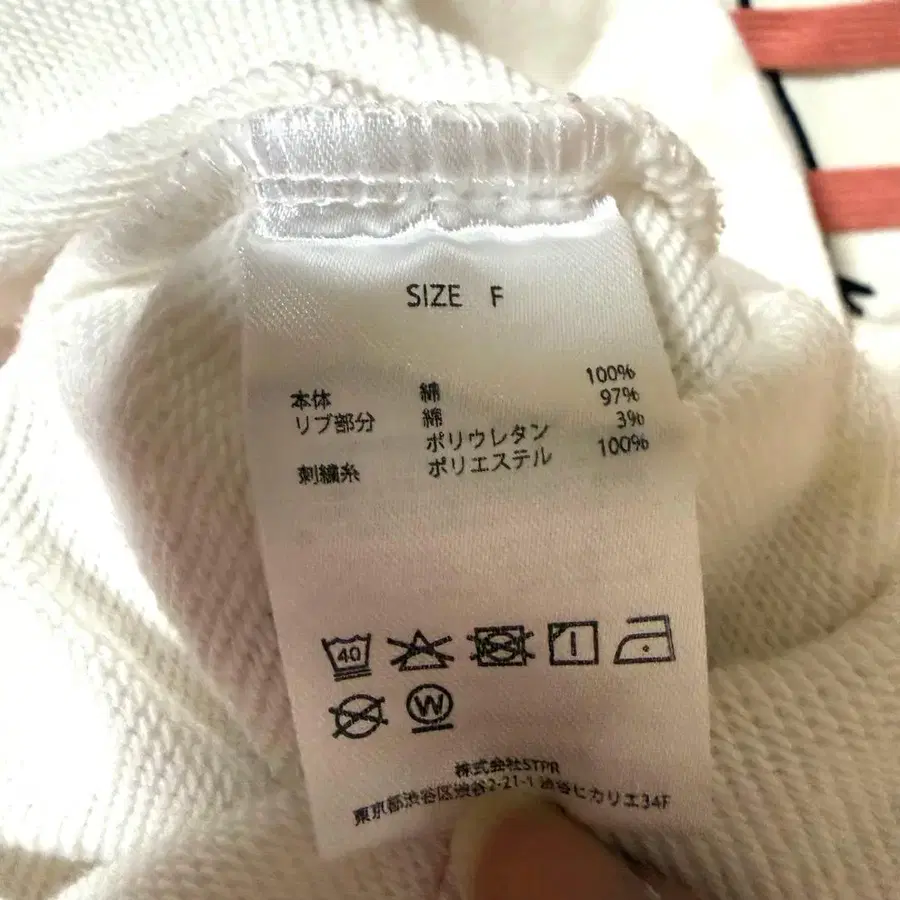 SIZE F
本体 綿 100%
リブ部分 綿 97%
ポリウレタン 3%
刺繍糸 ポリエステル 100%
40
W
株式会社STPR
東京都渋谷区渋谷2-21-1 渋谷ヒカリエ34F